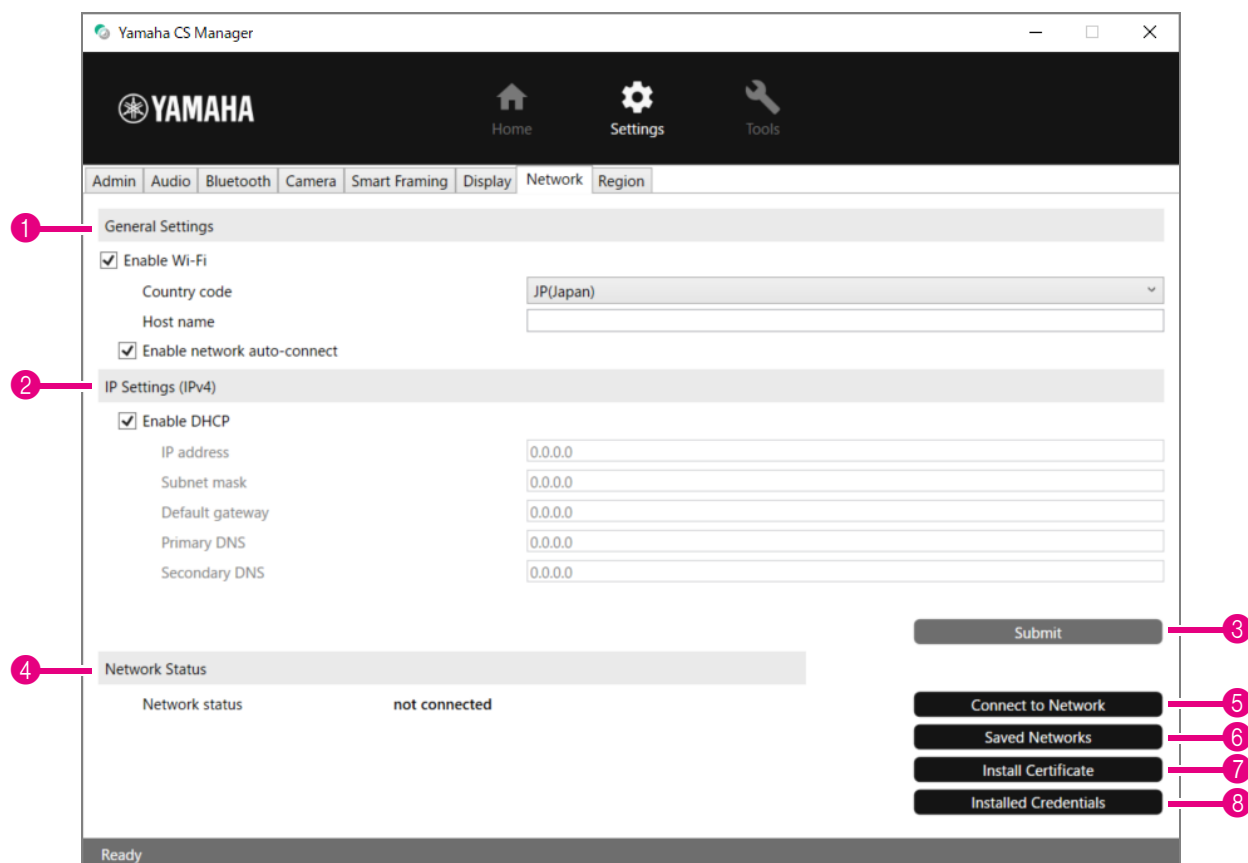 Yamaha CS Manager
YAMAHA
Home Settings Tools
Admin Audio Bluetooth Camera Smart Framing Display Network Region
1 General Settings
Enable Wi-Fi
Country code JP(Japan)
Host name
Enable network auto-connect
2 IP Settings (IPv4)
Enable DHCP
IP address 0.0.0.0
Subnet mask 0.0.0.0
Default gateway 0.0.0.0
Primary DNS 0.0.0.0
Secondary DNS 0.0.0.0
Submit 3
4 Network Status
Network status not connected Connect to Network 5
Saved Networks 6
Install Certificate 7
Installed Credentials 8
Ready